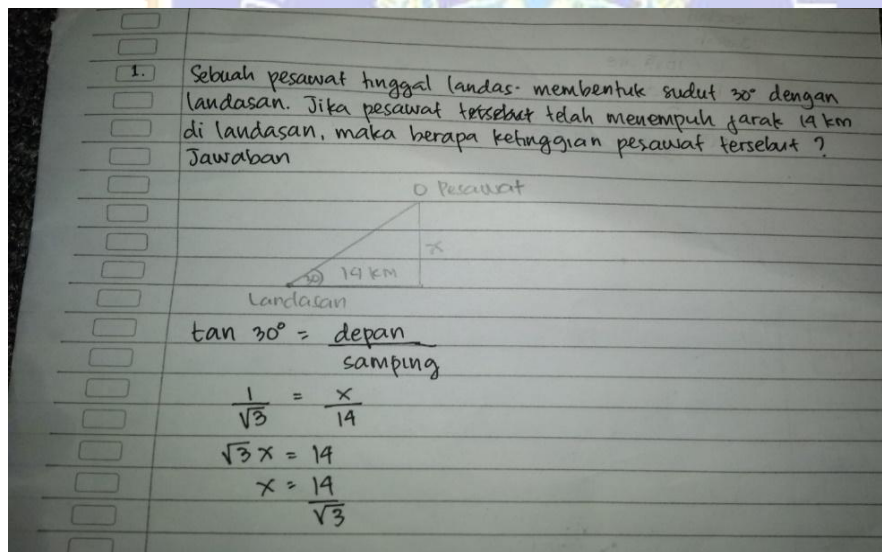 1. Sebuah pesawat tinggal landas. membentuk sudut 30° dengan
landasan. Jika pesawat tersebut telah menempuh jarak 14 km
di landasan, maka berapa ketinggian pesawat tersebut ?
Jawaban
Pesawat
x
30 14 KM
Landasan
tan 30° = depan
samping
1 = x
√3 14
√3 x = 14
x = 14
√3